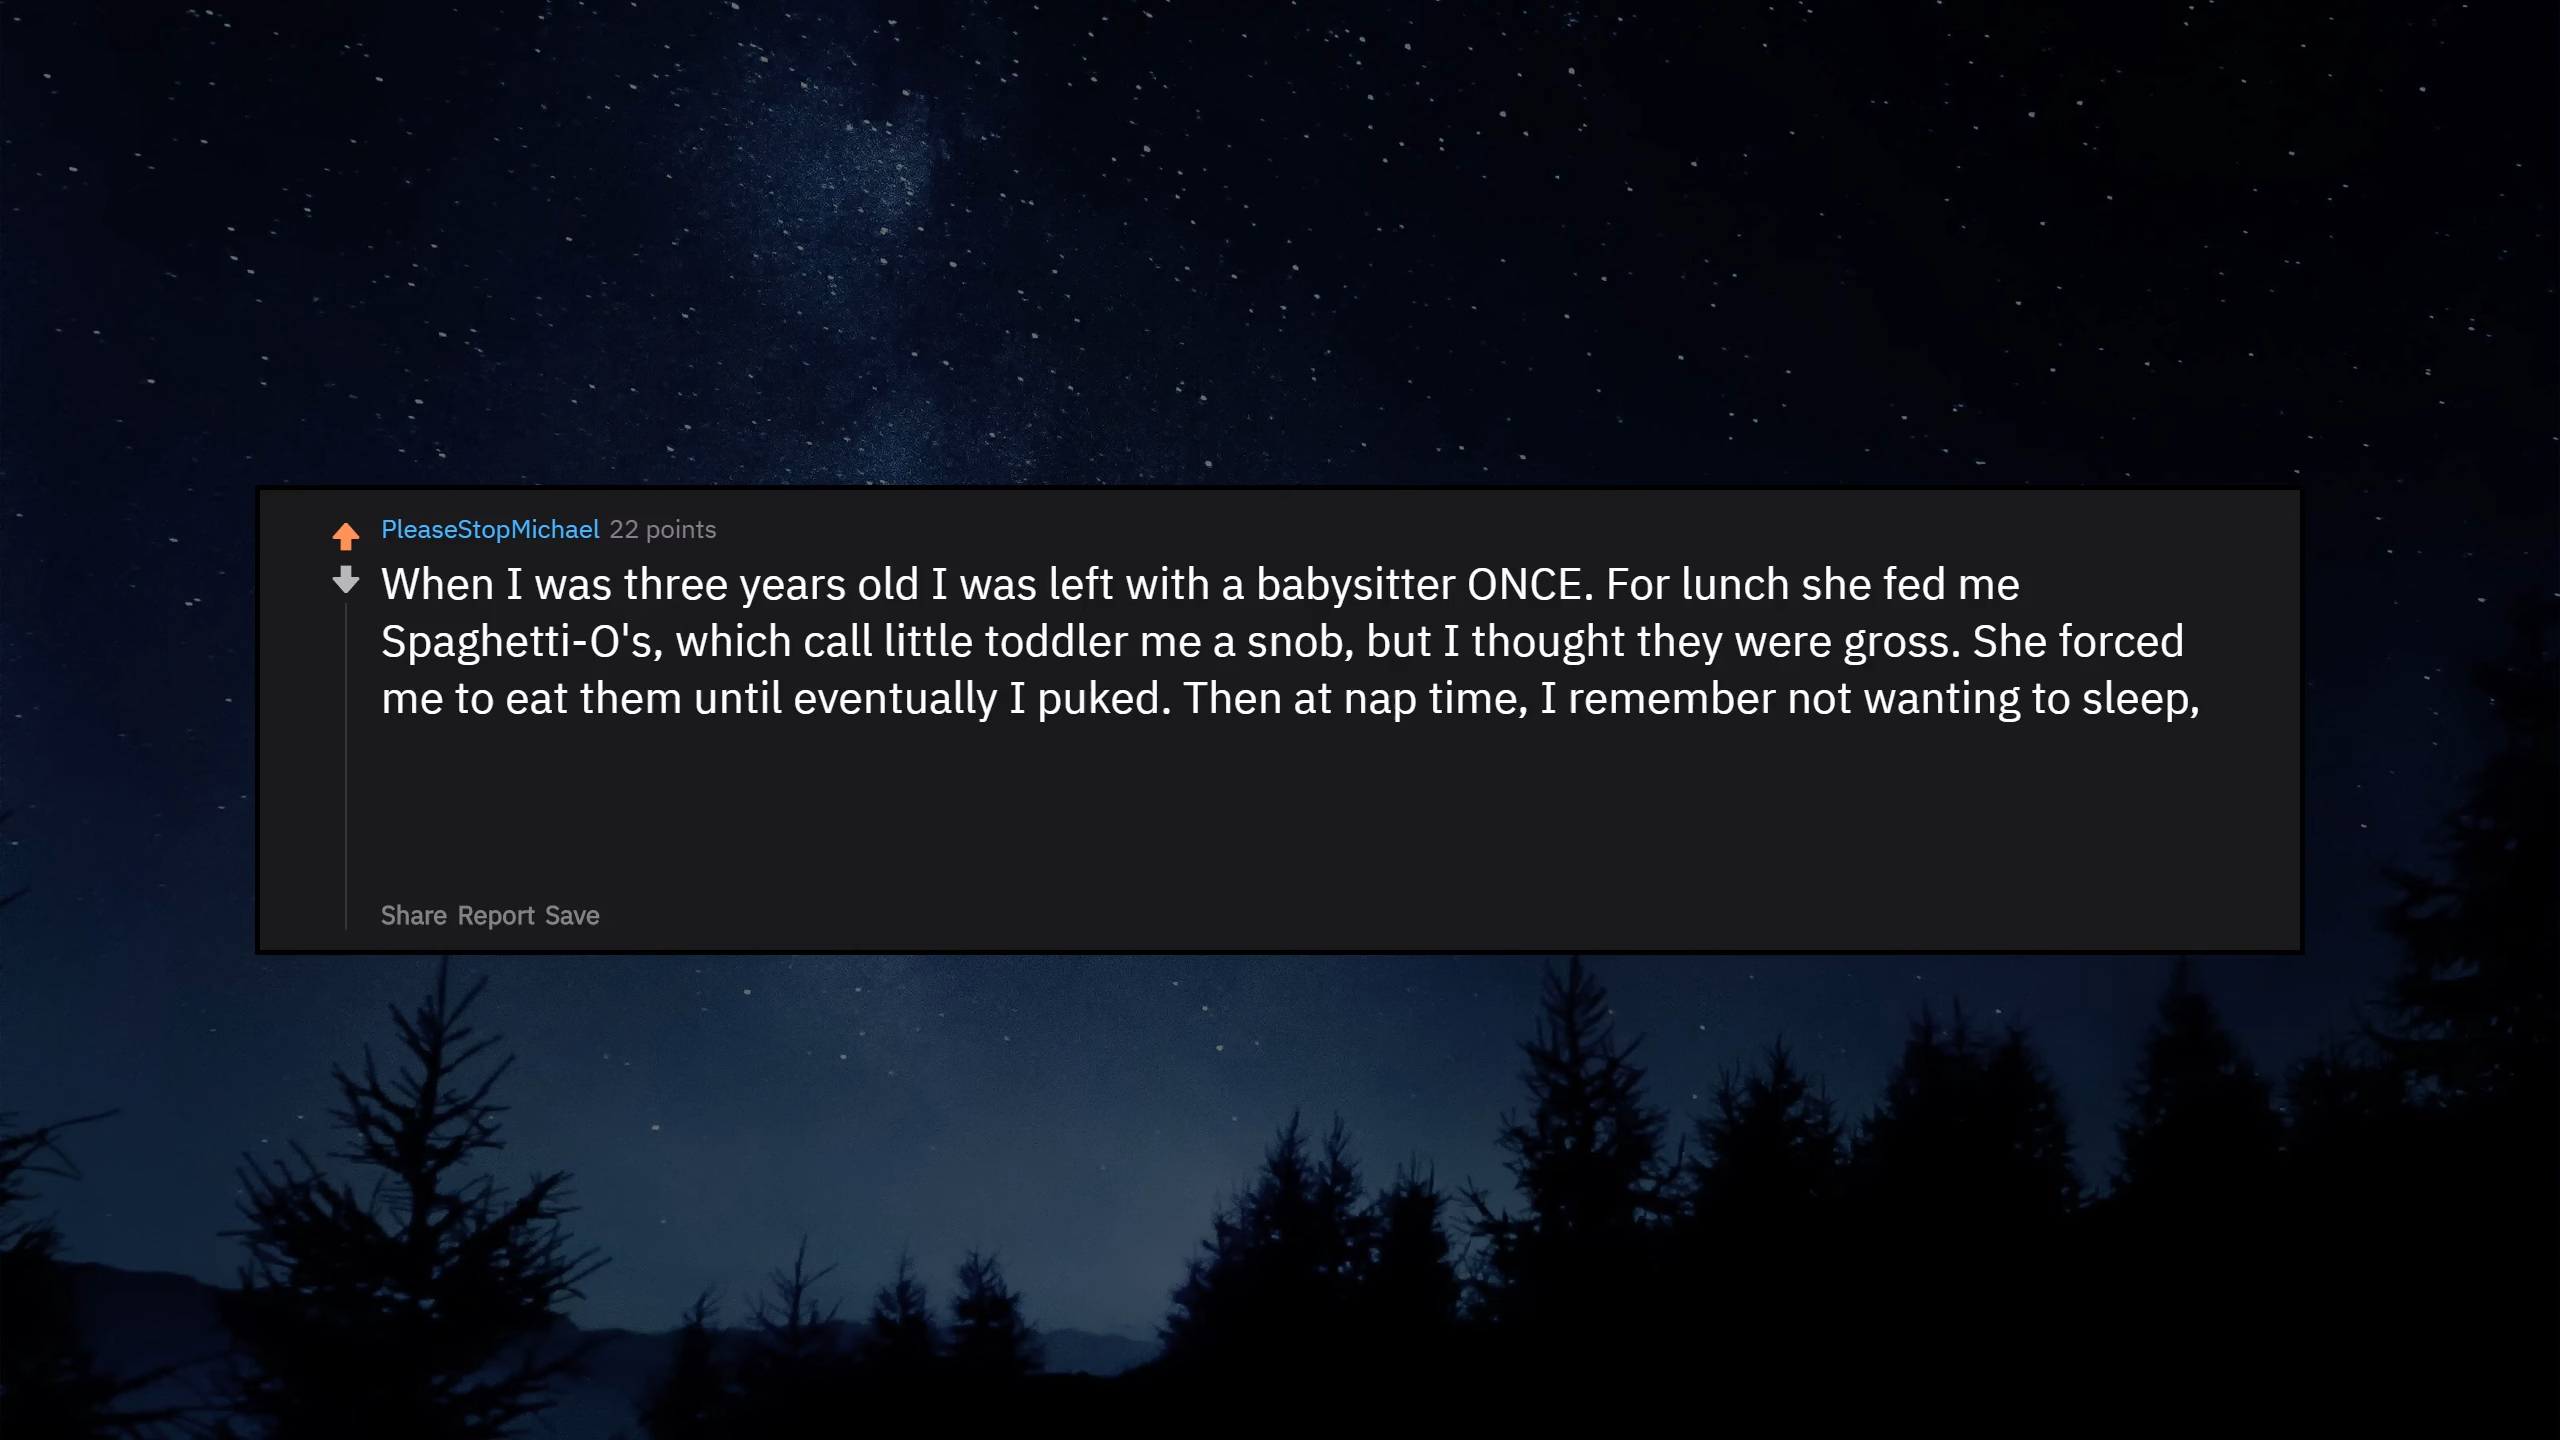 PleaseStopMichael 22 points
When I was three years old I was left with a babysitter ONCE. For lunch she fed me
Spaghetti-O's, which call little toddler me a snob, but I thought they were gross. She forced
me to eat them until eventually I puked. Then at nap time, I remember not wanting to sleep,
Share Report Save